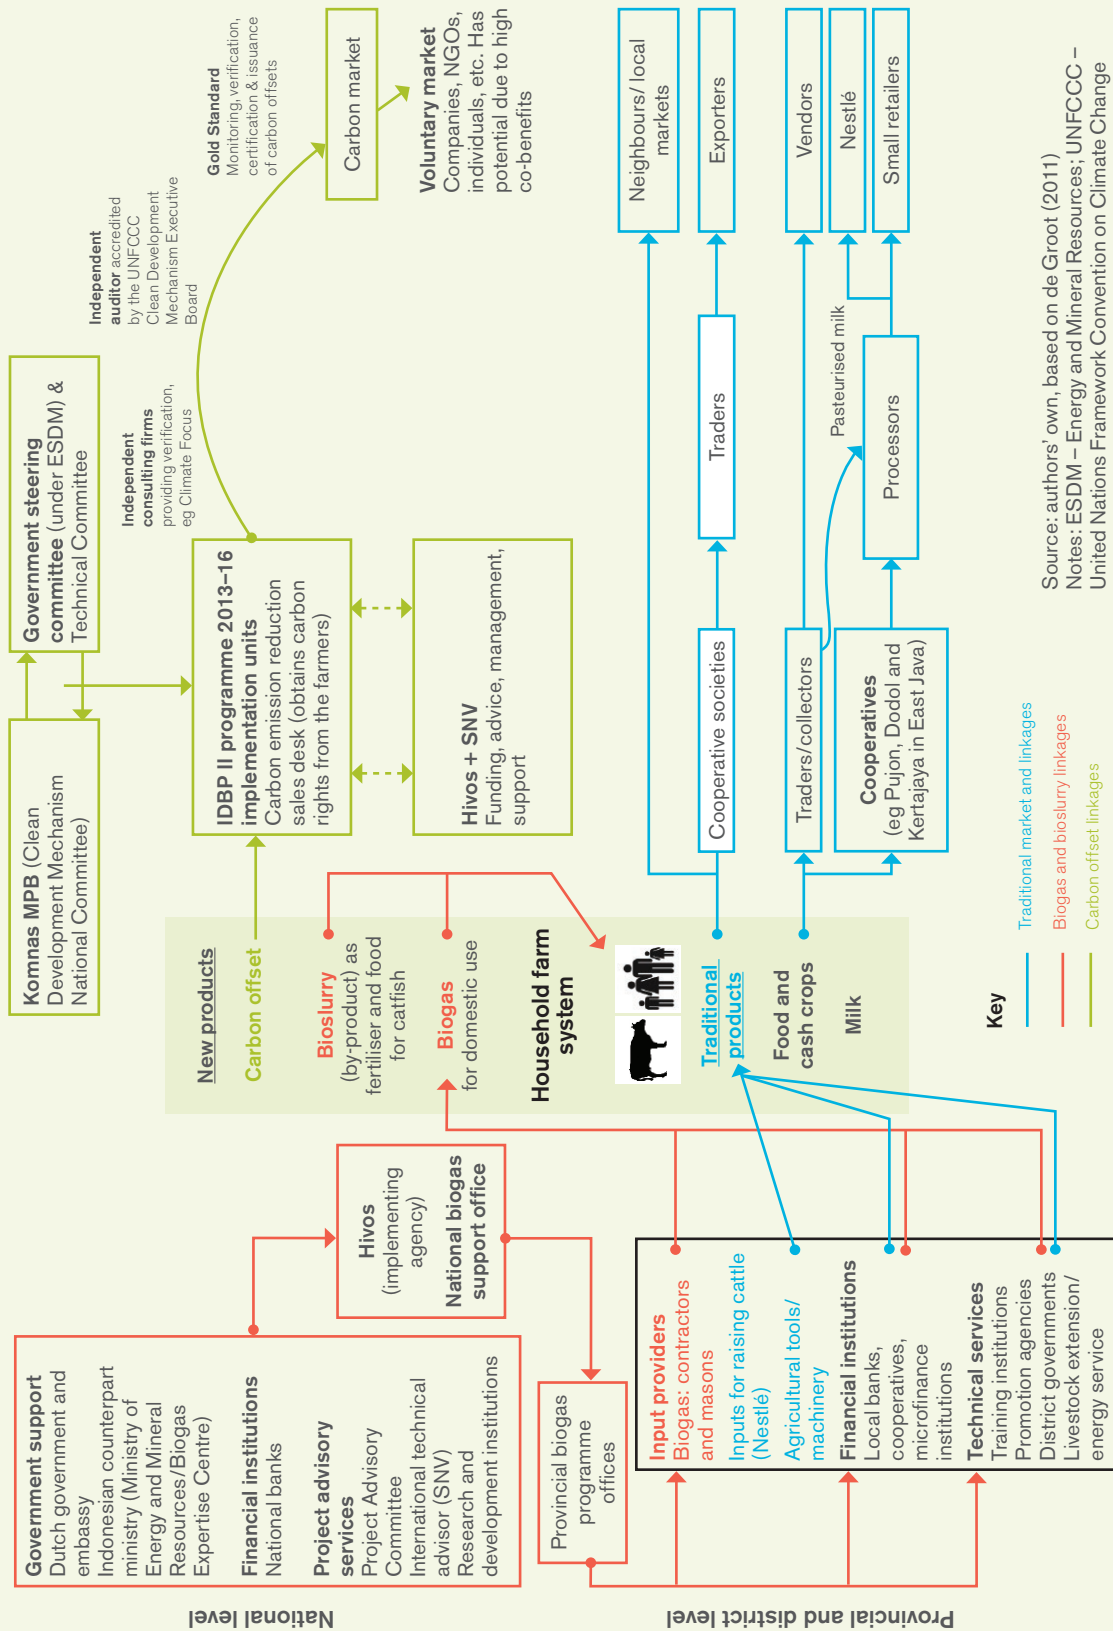 National level
Government support
Dutch government and
embassy
Indonesian counterpart
ministry (Ministry of
Energy and Mineral
Resources/Biogas
Expertise Centre)
Financial institutions
National banks
Project advisory
services
Project Advisory
Committee
International technical
advisor (SNV)
Research and
development institutions
Hivos
(implementing
agency)
National biogas
support office
Provincial and district level
Provincial biogas
programme
offices
Input providers
Biogas: contractors
and masons
Inputs for raising cattle
(Nestlé)
Agricultural tools/
machinery
Financial institutions
Local banks,
cooperatives,
microfinance
institutions
Technical services
Training institutions
Promotion agencies
District governments
Livestock extension/
energy service
New products
Carbon offset
Bioslurry
(by-product) as
fertiliser and food
for catfish
Biogas
for domestic use
Household farm
system
Traditional
products
Food and
cash crops
Milk
Komnas MPB (Clean
Development Mechanism
National Committee)
Government steering
committee (under ESDM) &
Technical Committee
IDBP II programme 2013–16
implementation units
Carbon emission reduction
sales desk (obtains carbon
rights from the farmers)
Hivos + SNV
Funding, advice, management,
support
Independent
consulting firms
providing verification,
eg Climate Focus
Independent
auditor accredited
by the UNFCCC
Clean Development
Mechanism Executive
Board
Gold Standard
Monitoring, verification,
certification & issuance
of carbon offsets
Carbon market
Voluntary market
Companies, NGOs,
individuals, etc. Has
potential due to high
co-benefits
Neighbours/ local
markets
Cooperative societies
Traders
Exporters
Traders/collectors
Vendors
Cooperatives
(eg Pujon, Dodol and
Kertajaya in East Java)
Pasteurised milk
Processors
Nestlé
Small retailers
Key
Traditional market and linkages
Biogas and bioslurry linkages
Carbon offset linkages
Source: authors' own, based on de Groot (2011)
Notes: ESDM – Energy and Mineral Resources; UNFCCC –
United Nations Framework Convention on Climate Change